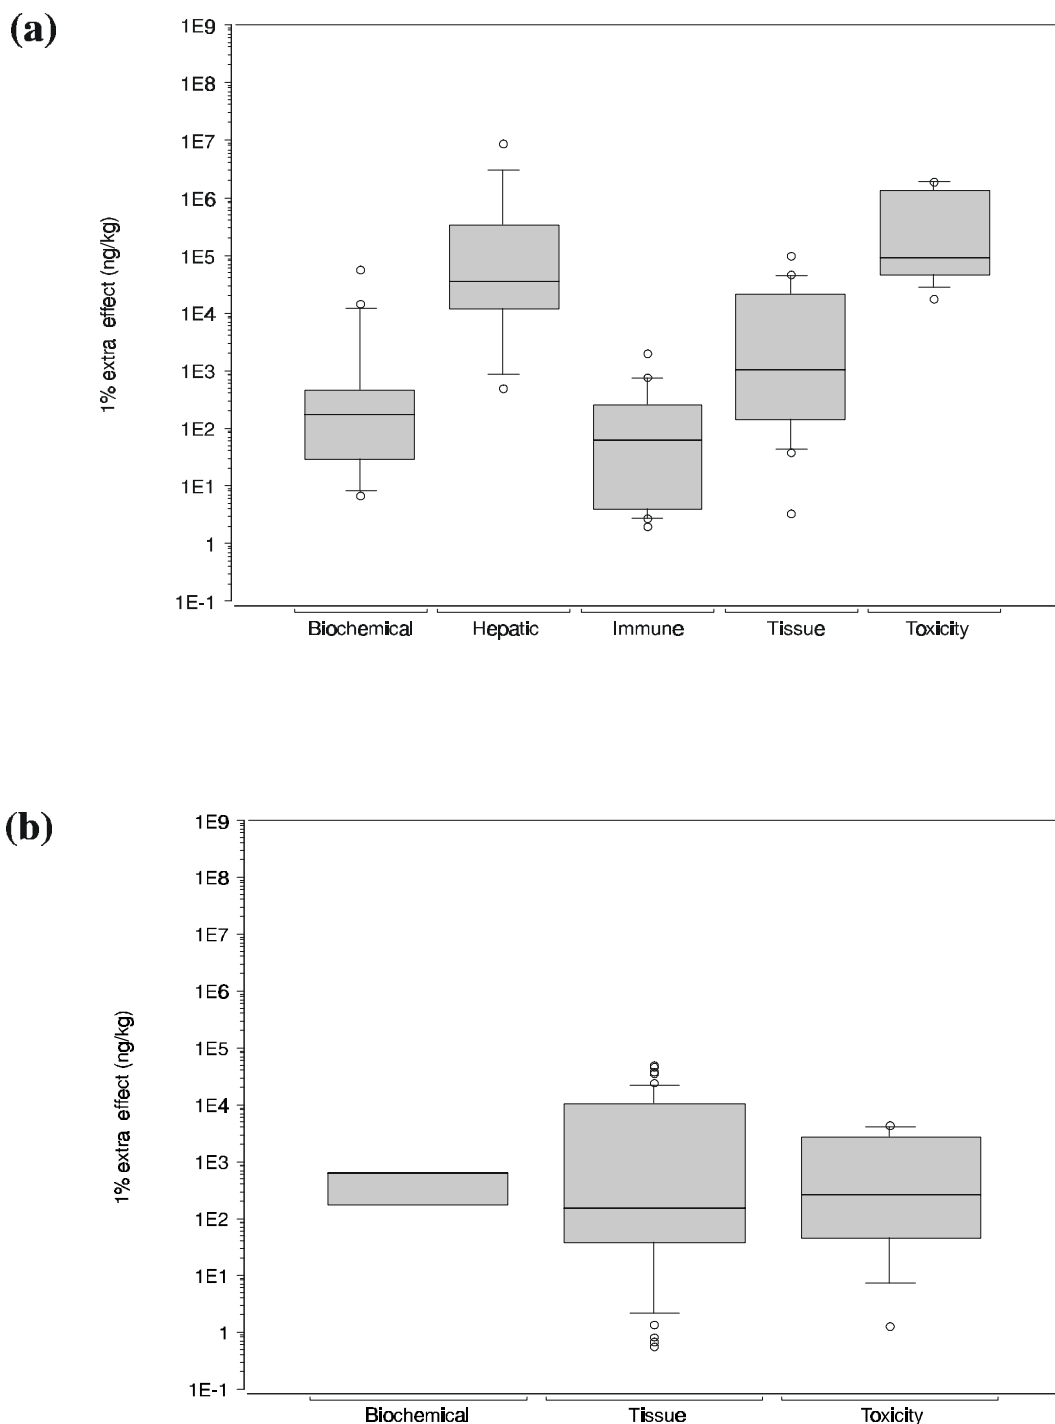 (a)
1% extra effect (ng/kg)
1E9
1E8
1E7
1E6
1E5
1E4
1E3
1E2
1E1
1
1E-1
Biochemical Hepatic Immune Tissue Toxicity
(b)
1% extra effect (ng/kg)
1E9
1E8
1E7
1E6
1E5
1E4
1E3
1E2
1E1
1
1E-1
Biochemical Tissue Toxicity